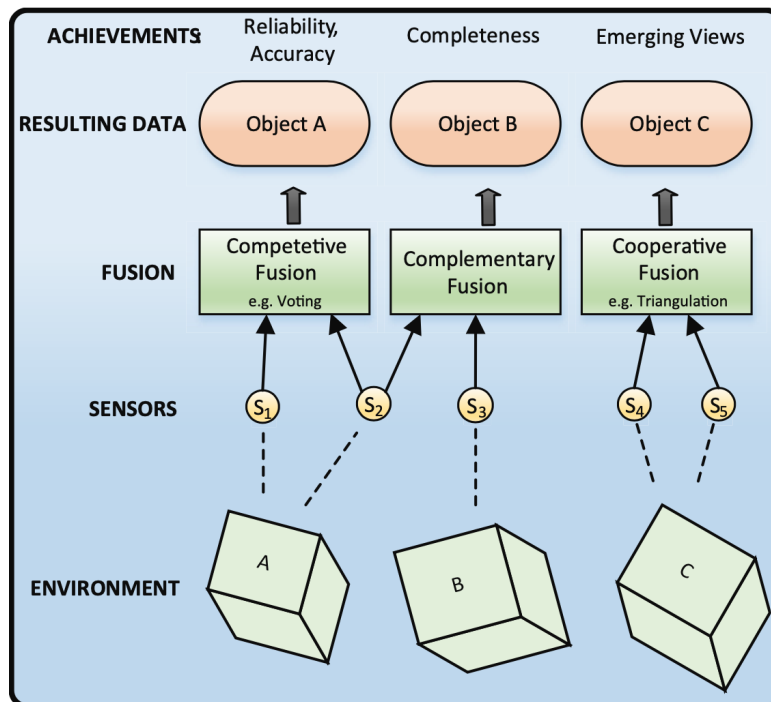 ACHIEVEMENTS:
Reliability,
Accuracy
Completeness
Emerging Views
RESULTING DATA
Object A
Object B
Object C
FUSION
Competetive
Fusion
e.g. Voting
Complementary
Fusion
Cooperative
Fusion
e.g. Triangulation
SENSORS
S1
S2
S3
S4
S5
ENVIRONMENT
A
B
C